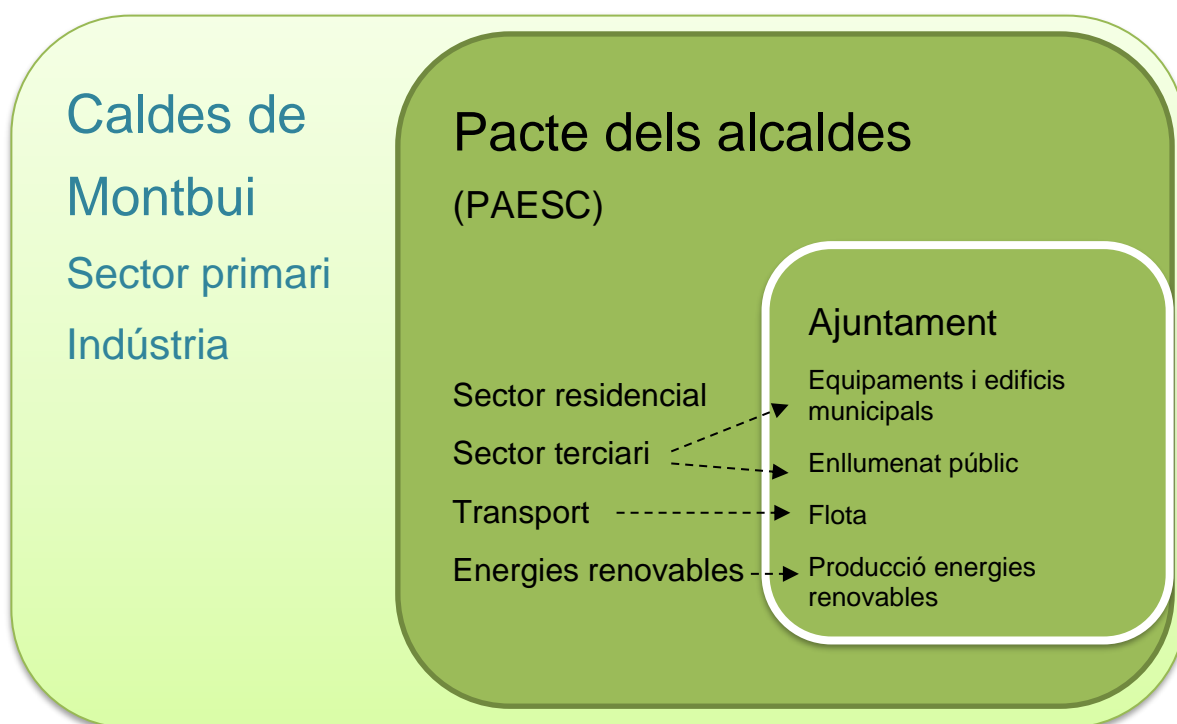 Caldes de
Montbui
Sector primari
Indústria
Pacte dels alcaldes
(PAESC)
Sector residencial
Sector terciari
Transport
Energies renovables
Ajuntament
Equipaments i edificis
municipals
Enllumenat públic
Flota
Producció energies
renovables